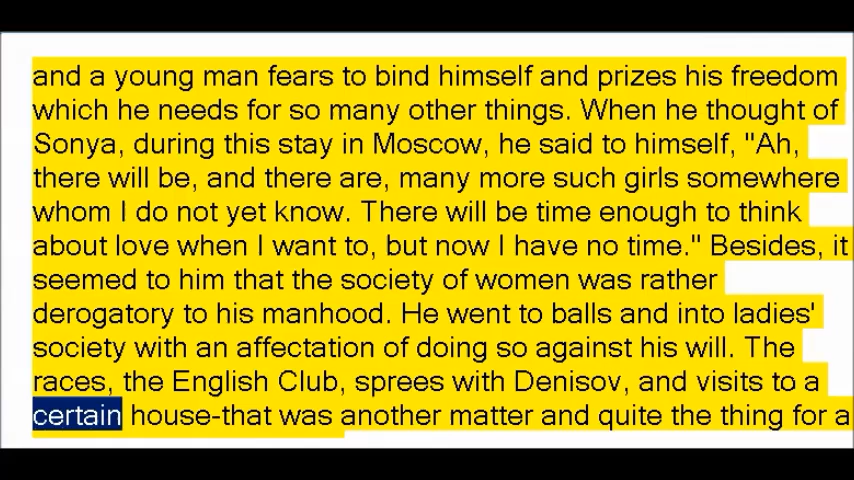 and a young man fears to bind himself and prizes his freedom
which he needs for so many other things. When he thought of
Sonya, during this stay in Moscow, he said to himself, "Ah,
there will be, and there are, many more such girls somewhere
whom I do not yet know. There will be time enough to think
about love when I want to, but now I have no time." Besides, it
seemed to him that the society of women was rather
derogatory to his manhood. He went to balls and into ladies'
society with an affectation of doing so against his will. The
races, the English Club, sprees with Denisov, and visits to a
certain house-that was another matter and quite the thing for a